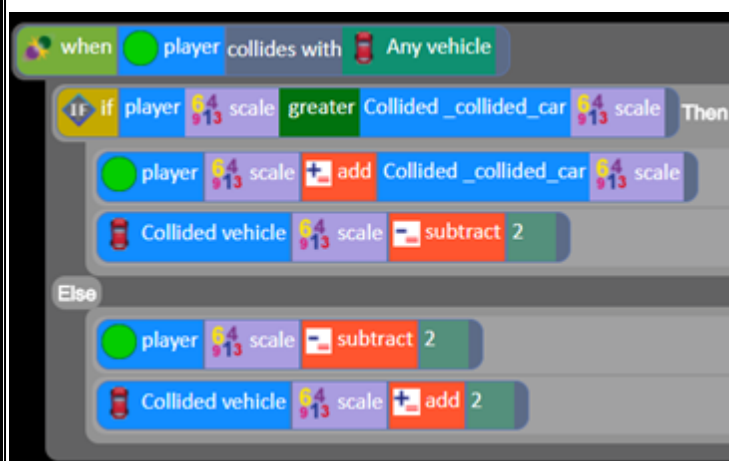 when player collides with Any vehicle
IF if player 64 913 scale greater Collided _collided_car 64 913 scale Then
player 64 913 scale add Collided _collided_car 64 913 scale
Collided vehicle 64 913 scale subtract 2
Else
player 64 913 scale subtract 2
Collided vehicle 64 913 scale add 2